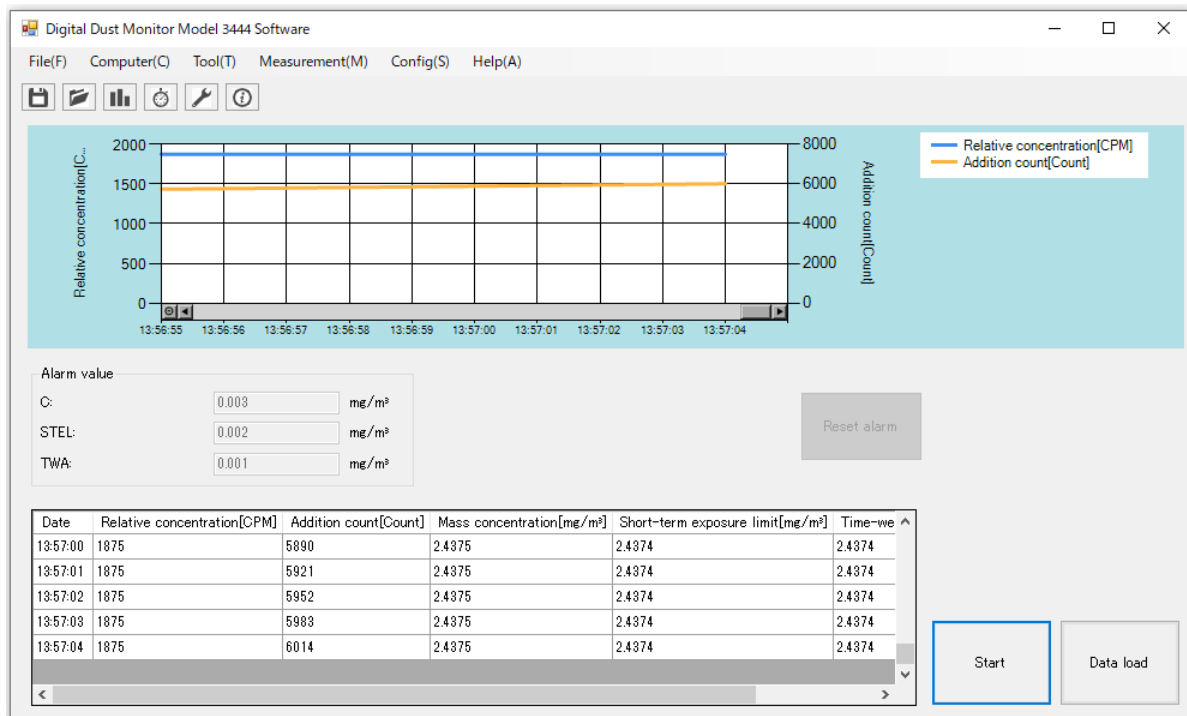 Digital Dust Monitor Model 3444 Software
File(F) Computer(C) Tool(T) Measurement(M) Config(S) Help(A)
Relative concentration[C...
2000
1500
1000
500
0
8000
6000
4000
2000
0
Addition count[Count]
Relative concentration[CPM]
Addition count[Count]
13:56:55 13:56:56 13:56:57 13:56:58 13:56:59 13:57:00 13:57:01 13:57:02 13:57:03 13:57:04
Alarm value
C: 0.003 mg/m³
STEL: 0.002 mg/m³
TWA: 0.001 mg/m³
Reset alarm
Date Relative concentration[CPM] Addition count[Count] Mass concentration[mg/m³] Short-term exposure limit[mg/m³] Time-we
13:57:00 1875 5890 2.4375 2.4374 2.4374
13:57:01 1875 5921 2.4375 2.4374 2.4374
13:57:02 1875 5952 2.4375 2.4374 2.4374
13:57:03 1875 5983 2.4375 2.4374 2.4374
13:57:04 1875 6014 2.4375 2.4374 2.4374
Start
Data load